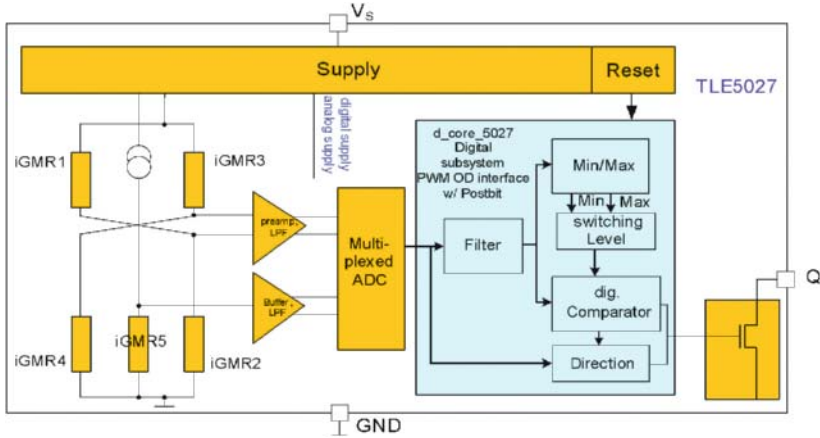 VS
Supply
Reset
TLE5027
digital supply
analog supply
d_core_5027
Digital
subsystem
PWM OD interface
w/ Postbit
iGMR1
iGMR3
Min/Max
Min
Max
preamp,
LPF
Multi-
plexed
ADC
Filter
switching
Level
Q
Buffer,
LPF
dig.
Comparator
iGMR4
iGMR5
iGMR2
Direction
GND